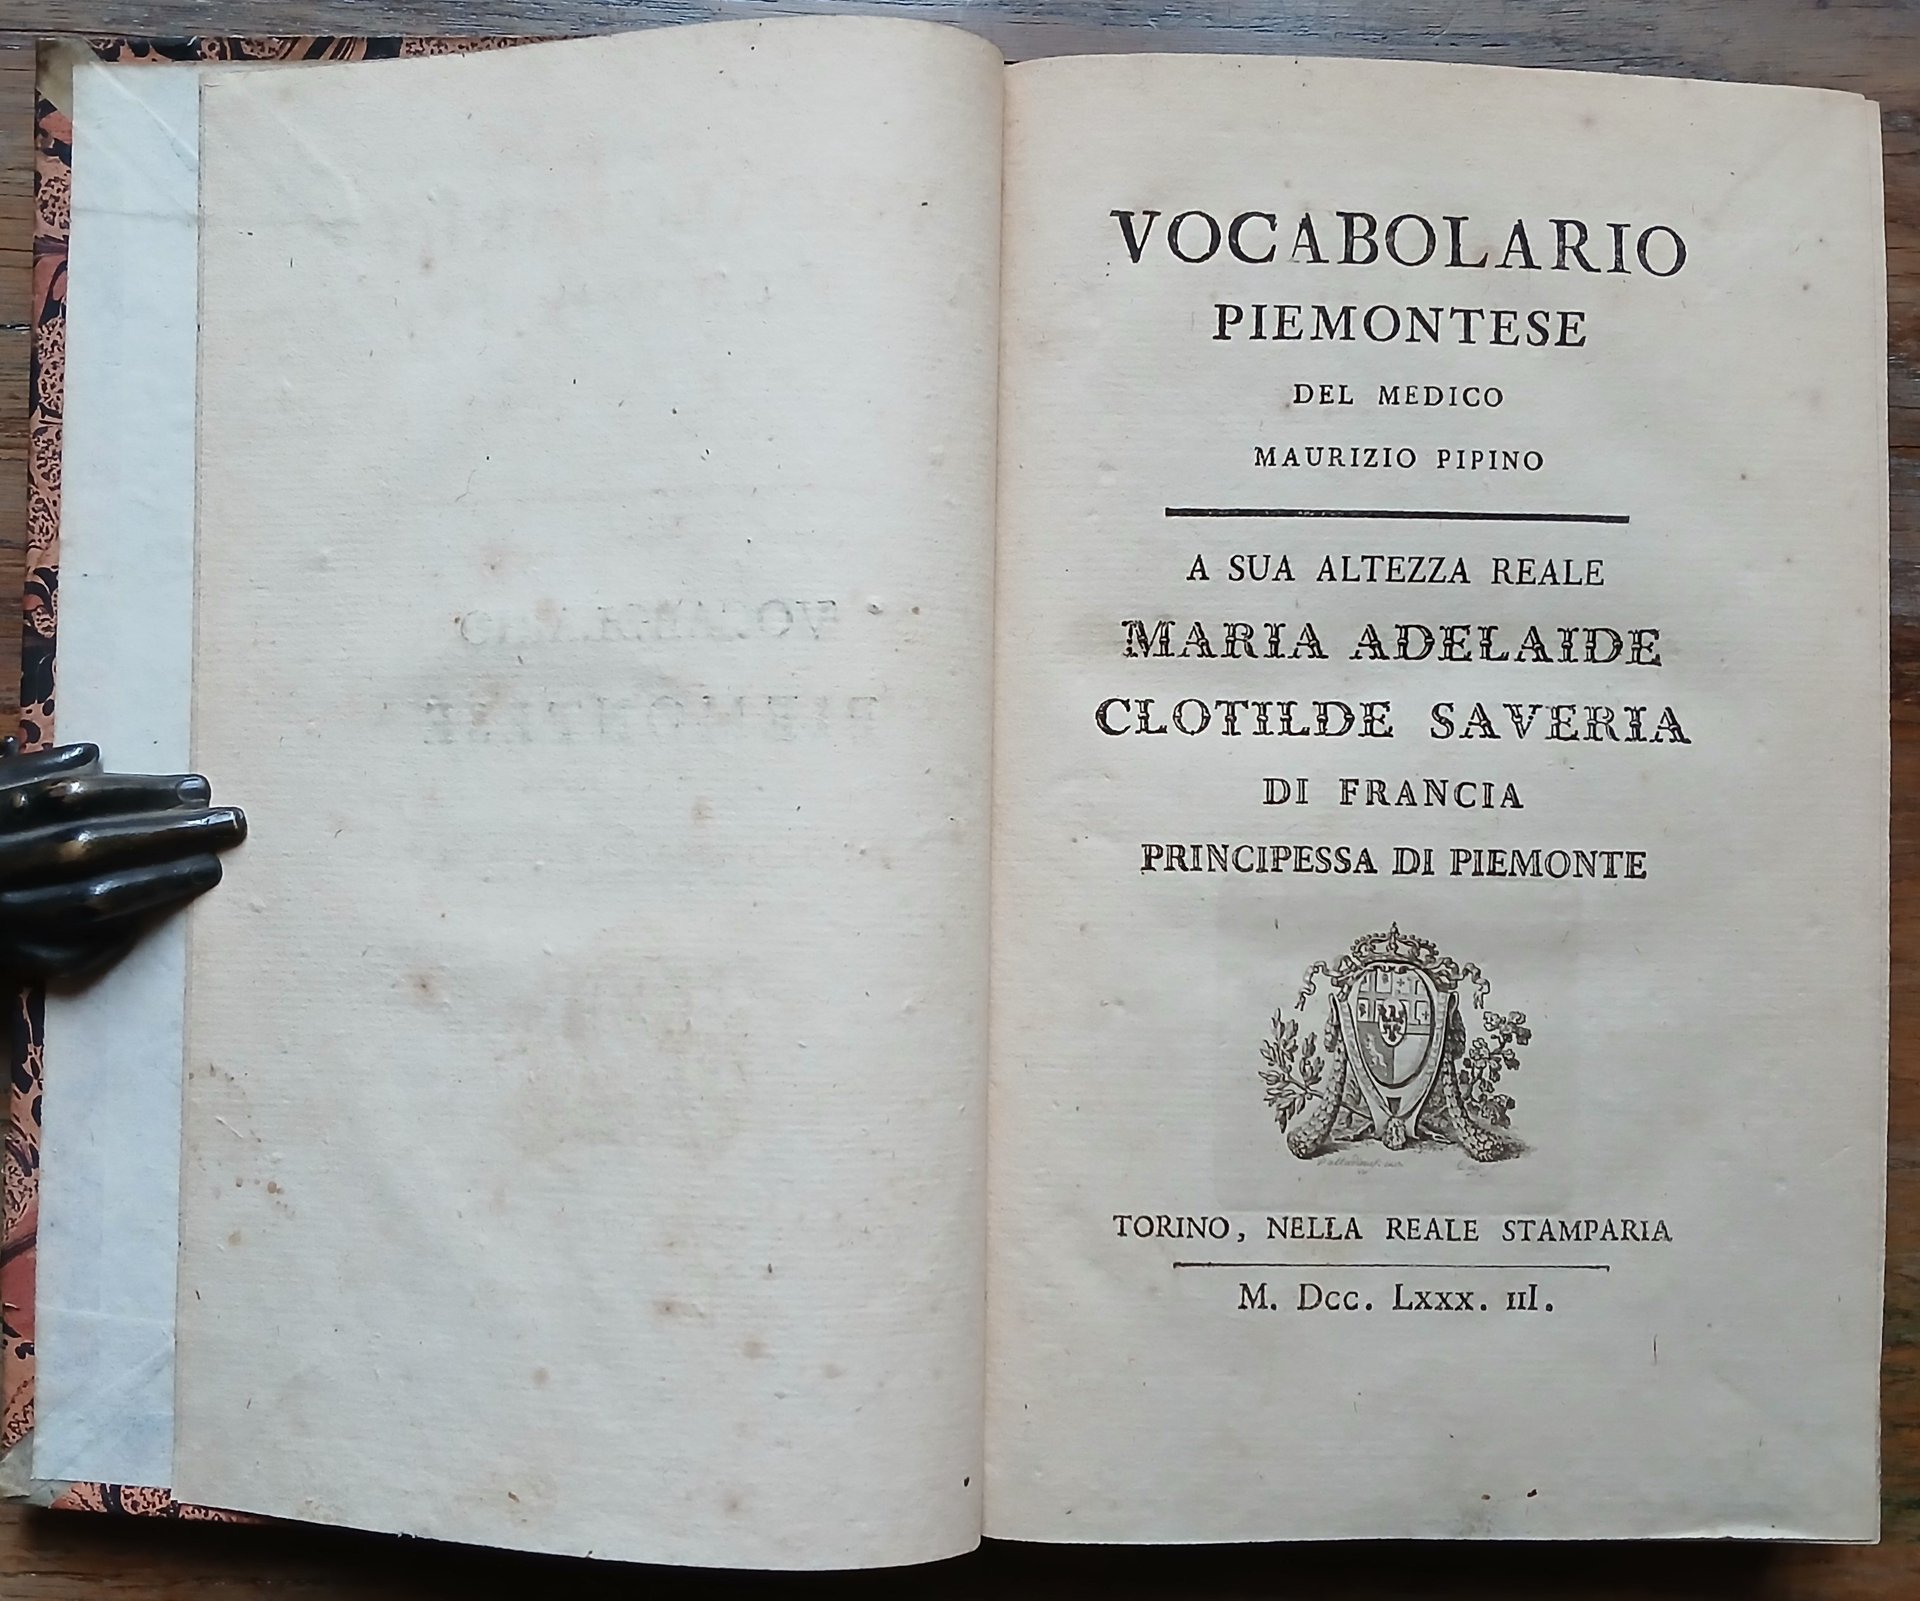 VOCABOLARIO
PIEMONTESE
DEL MEDICO
MAURIZIO PIPINO
A SUA ALTEZZA REALE
MARIA ADELAIDE
CLOTILDE SAVERIA
DI FRANCIA
PRINCIPESSA DI PIEMONTE
TORINO, NELLA REALE STAMPARIA
M. DCC. LXXX. III.